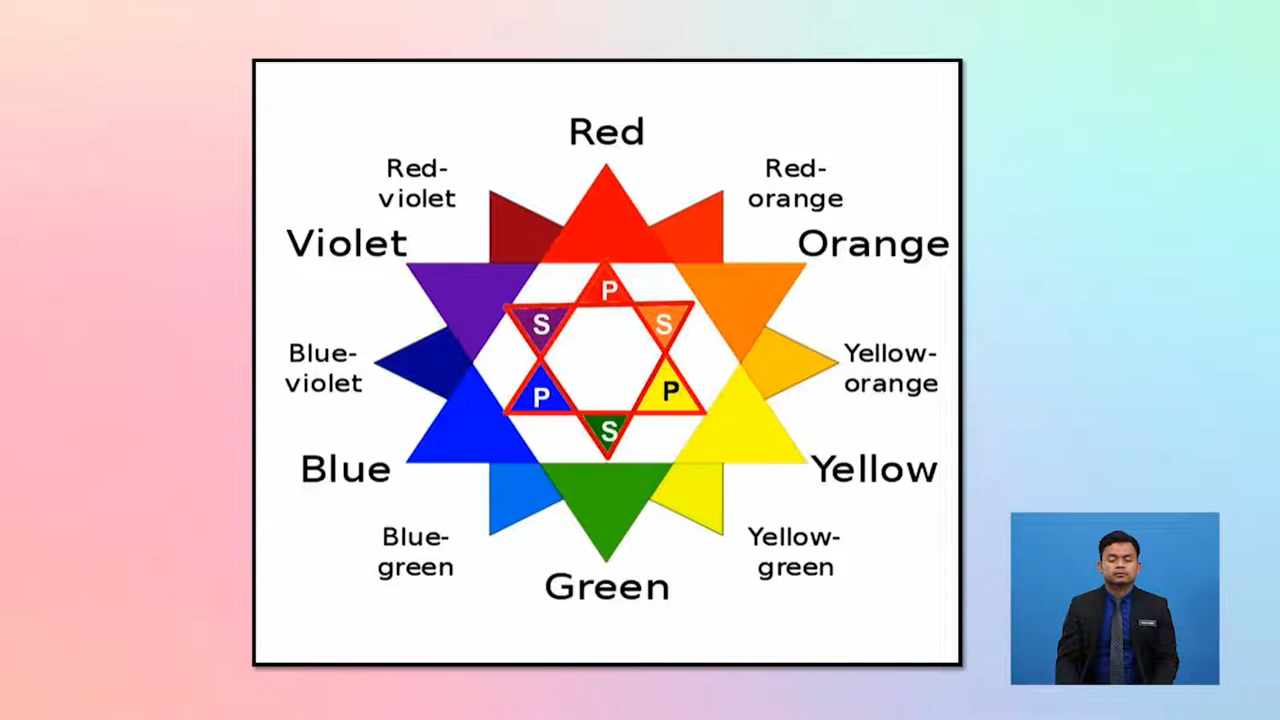 Red
Red-
violet
Red-
orange
Violet
Orange
P
S
S
Blue-
violet
Yellow-
orange
P
P
S
Blue
Yellow
Blue-
green
Yellow-
green
Green